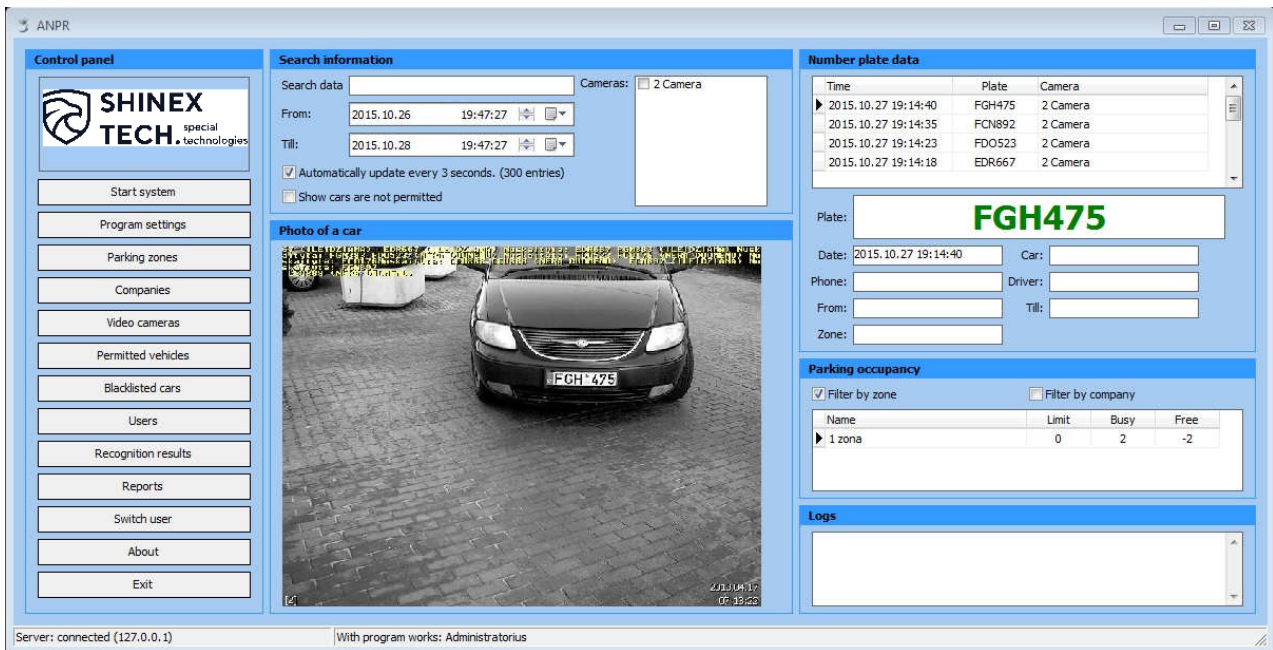 ANPR
Control panel
SHINEX
TECH. special technologies
Start system
Program settings
Parking zones
Companies
Video cameras
Permitted vehicles
Blacklisted cars
Users
Recognition results
Reports
Switch user
About
Exit
Search information
Search data
Cameras: 2 Camera
From: 2015.10.26 19:47:27
Till: 2015.10.28 19:47:27
Automatically update every 3 seconds. (300 entries)
Show cars are not permitted
Photo of a car
FGH 475
[2]
Number plate data
Time Plate Camera
2015.10.27 19:14:40 FGH475 2 Camera
2015.10.27 19:14:35 FCN892 2 Camera
2015.10.27 19:14:23 FDO523 2 Camera
2015.10.27 19:14:18 EDR667 2 Camera
Plate: FGH475
Date: 2015.10.27 19:14:40 Car:
Phone: Driver:
From: Till:
Zone:
Parking occupancy
Filter by zone Filter by company
Name Limit Busy Free
1 zona 0 2 -2
Logs
Server: connected (127.0.0.1) With program works: Administratorius